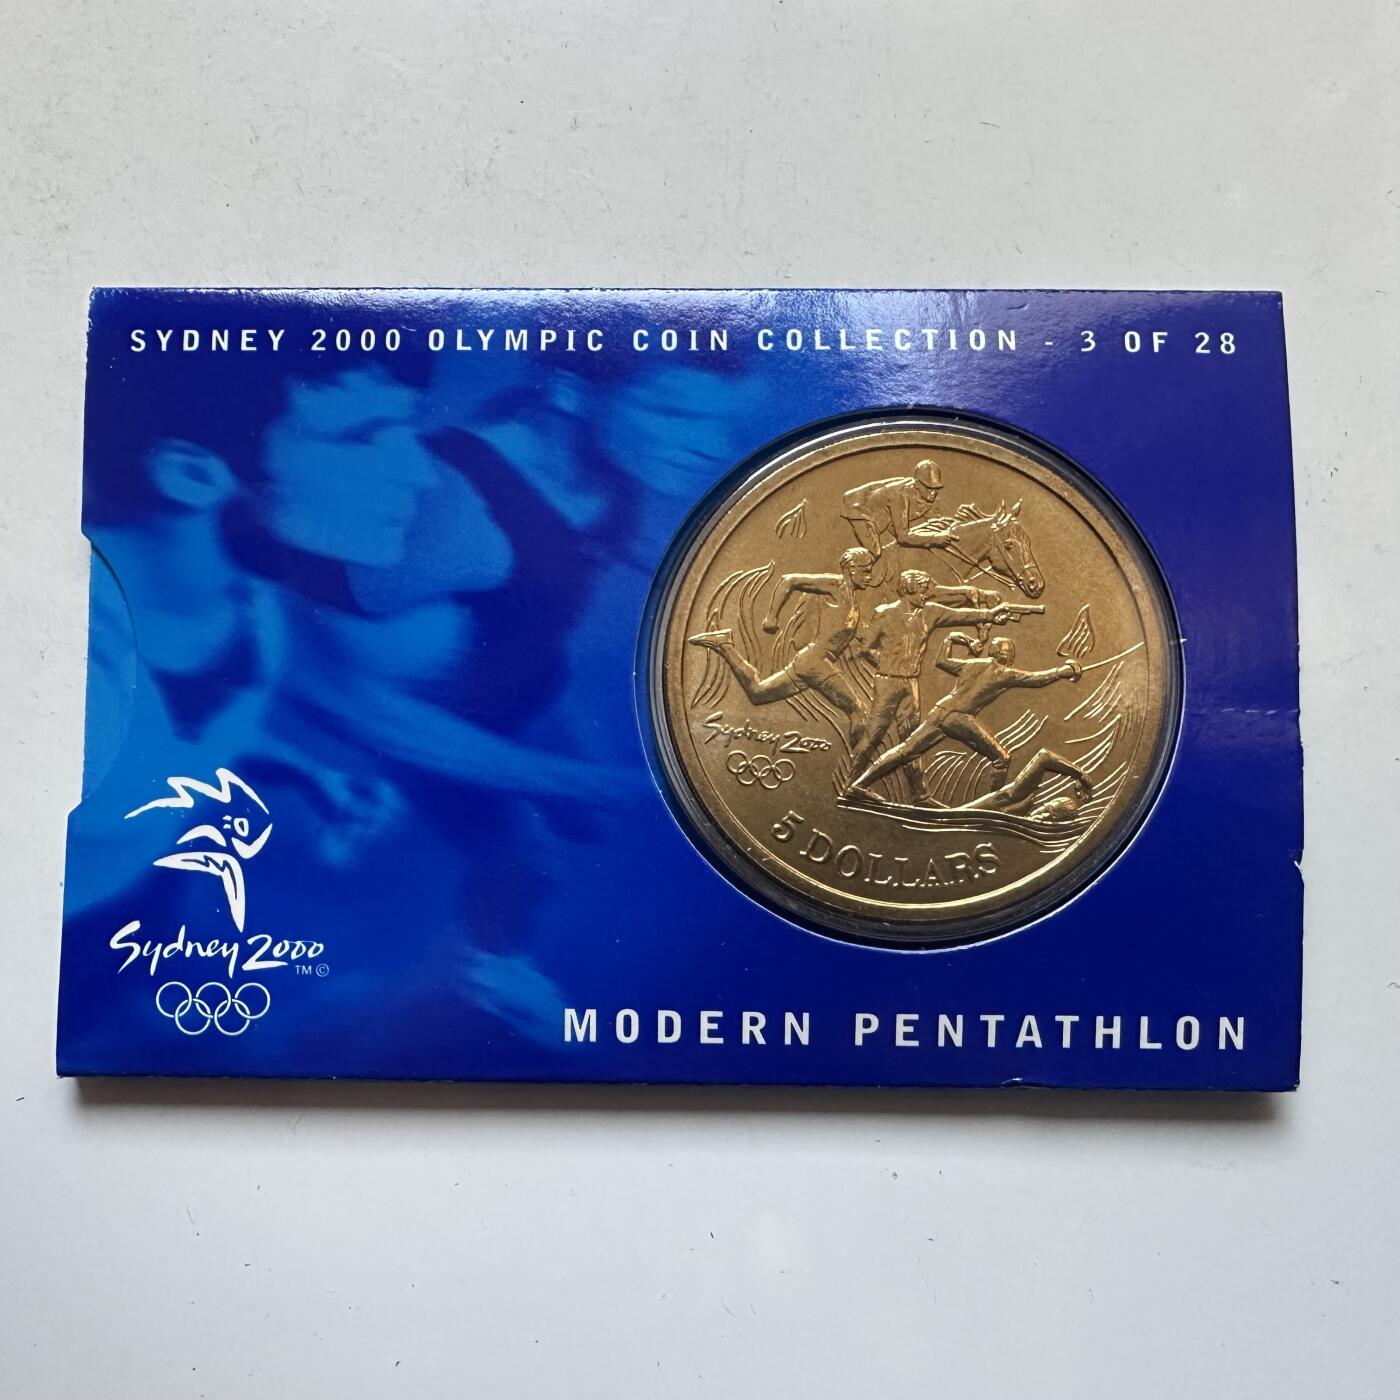 SYDNEY 2000 OLYMPIC COIN COLLECTION - 3 OF 28
Sydney 2000
5 DOLLARS
Sydney 2000
TM ©
MODERN PENTATHLON